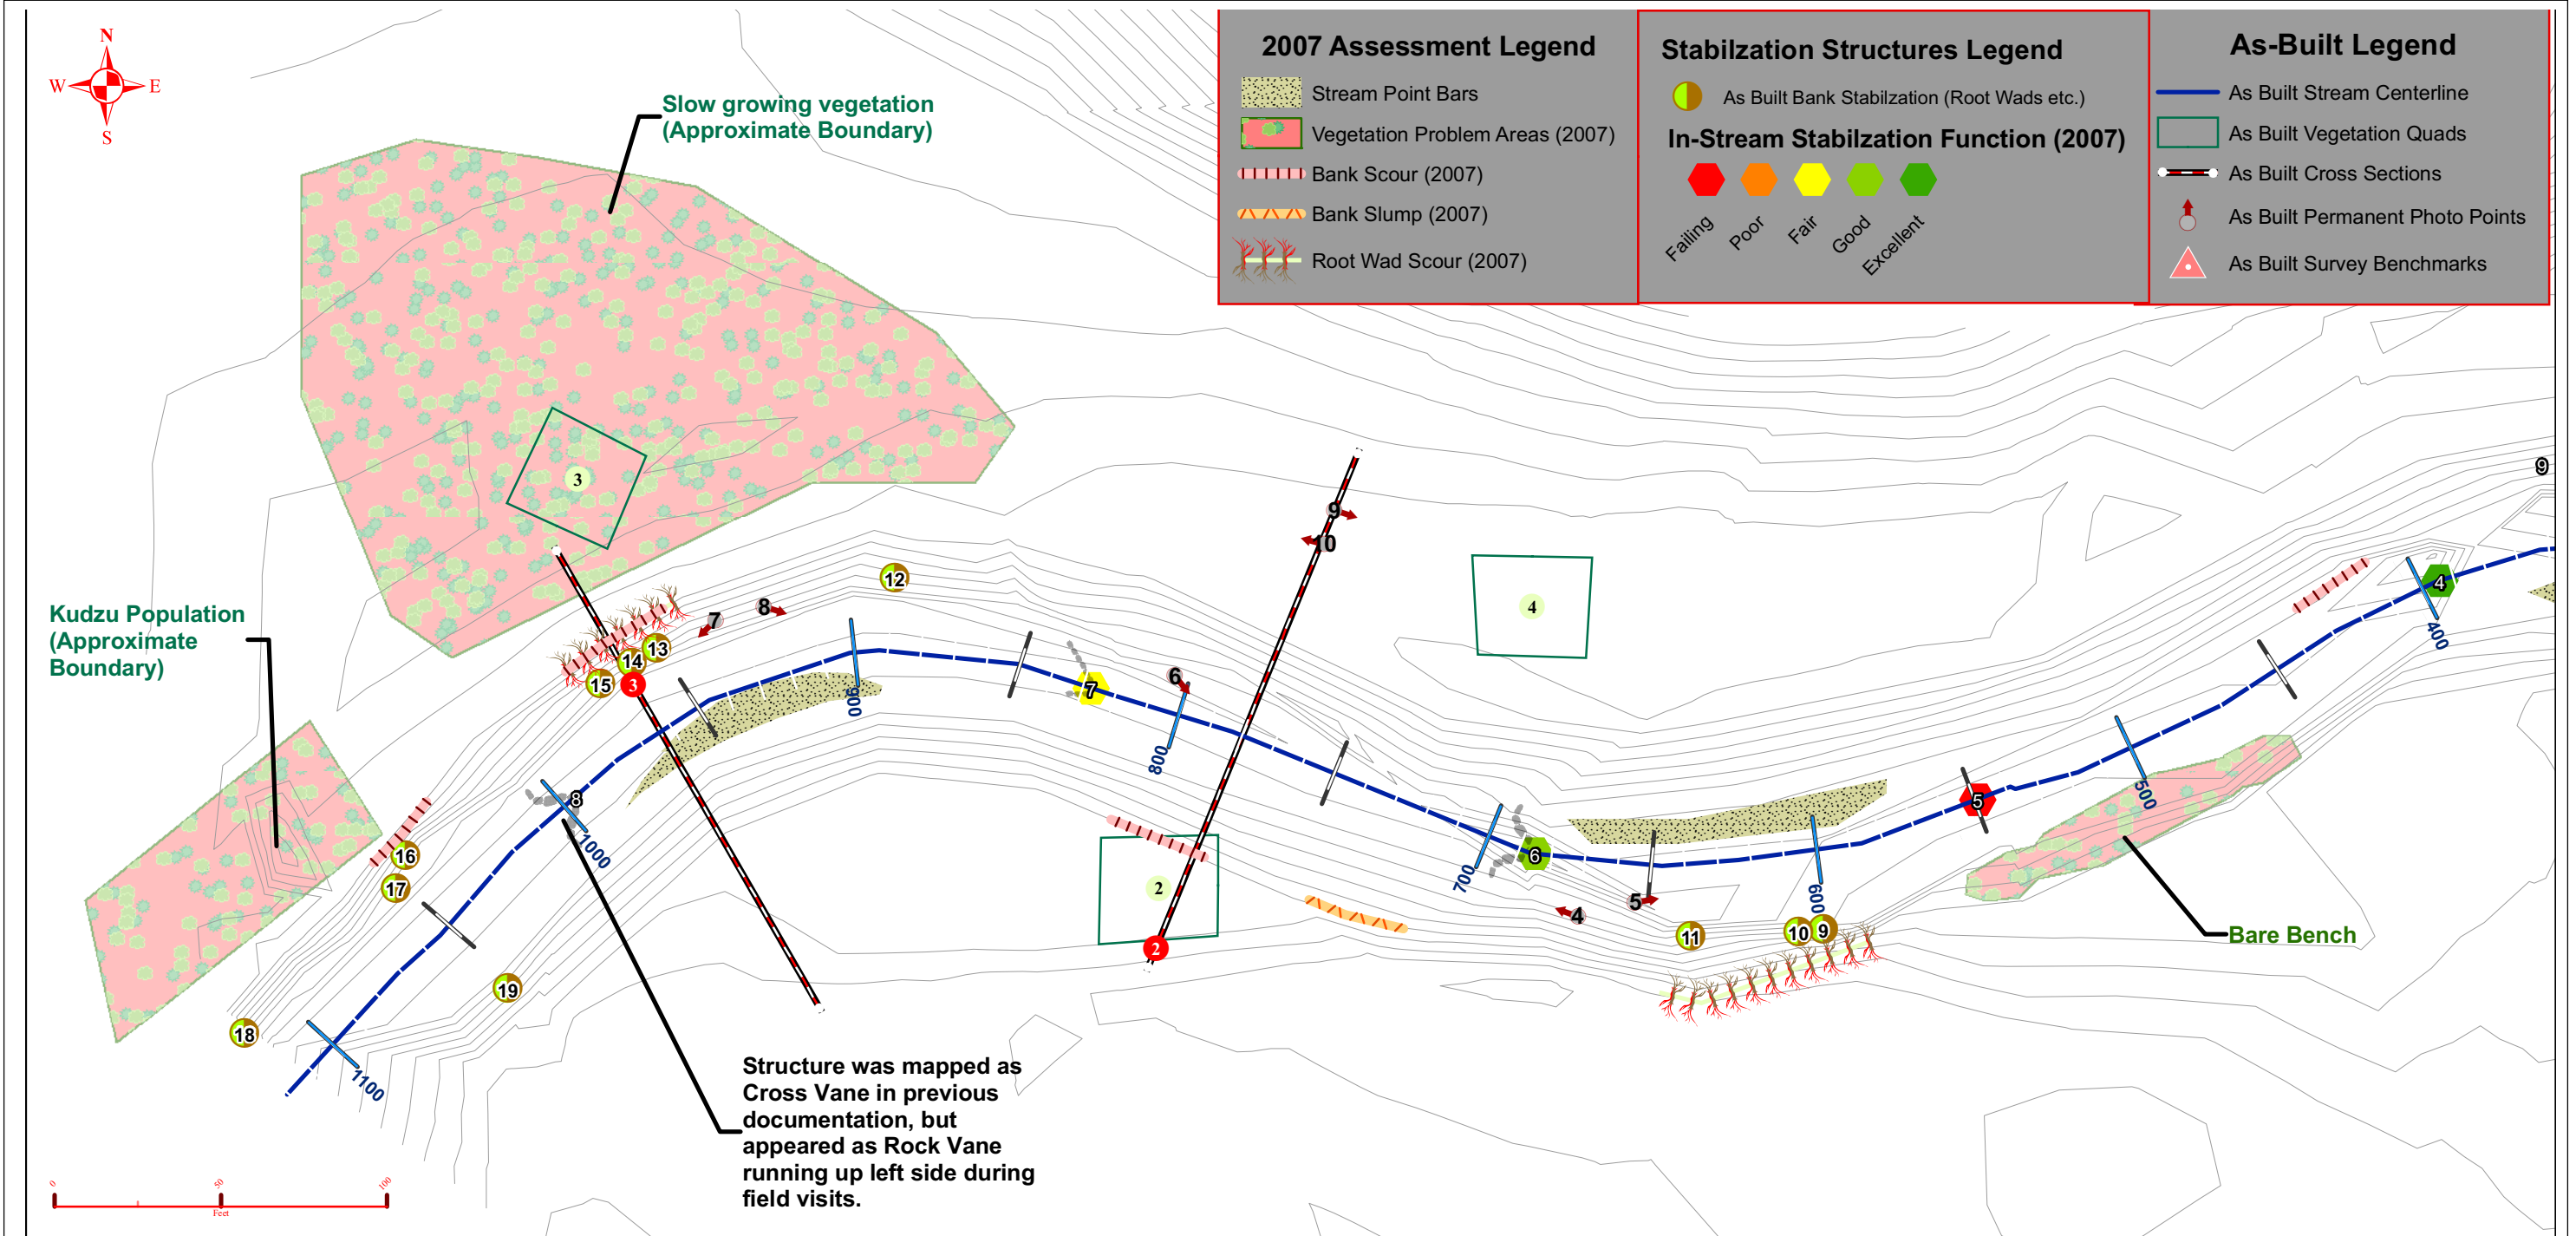 N
W
E
S
Slow growing vegetation
(Approximate Boundary)
2007 Assessment Legend
Stream Point Bars
Vegetation Problem Areas (2007)
Bank Scour (2007)
Bank Slump (2007)
Root Wad Scour (2007)
Stabilzation Structures Legend
As Built Bank Stabilzation (Root Wads etc.)
In-Stream Stabilzation Function (2007)
Failing
Poor
Fair
Good
Excellent
As-Built Legend
As Built Stream Centerline
As Built Vegetation Quads
As Built Cross Sections
As Built Permanent Photo Points
As Built Survey Benchmarks
9
3
9
10
12
4
4
400
Kudzu Population
(Approximate
Boundary)
7
8
13
14
15
3
6
7
900
800
8
1000
5
500
6
700
600
16
17
2
2
4
5
11
10
9
Bare Bench
19
18
1100
Structure was mapped as
Cross Vane in previous
documentation, but
appeared as Rock Vane
running up left side during
field visits.
0
50
100
Feet